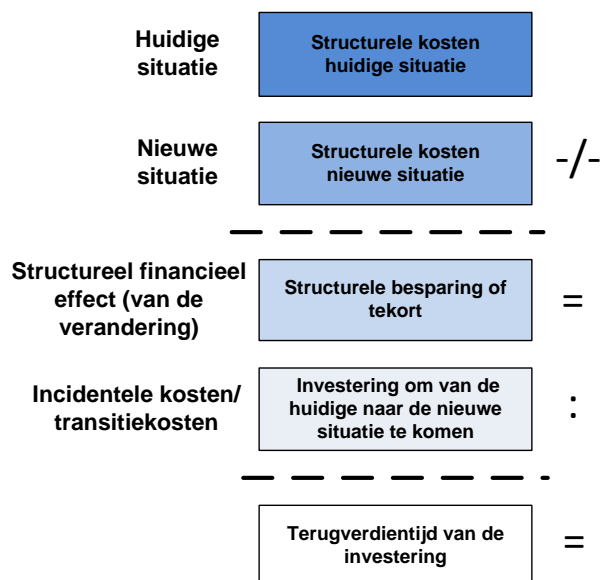 Huidige
situatie
Structurele kosten
huidige situatie
Nieuwe
situatie
Structurele kosten
nieuwe situatie
-/-
Structureel financieel
effect (van de
verandering)
Structurele besparing of
tekort
=
Incidentele kosten/
transitiekosten
Investering om van de
huidige naar de nieuwe
situatie te komen
:
Terugverdientijd van de
investering
=